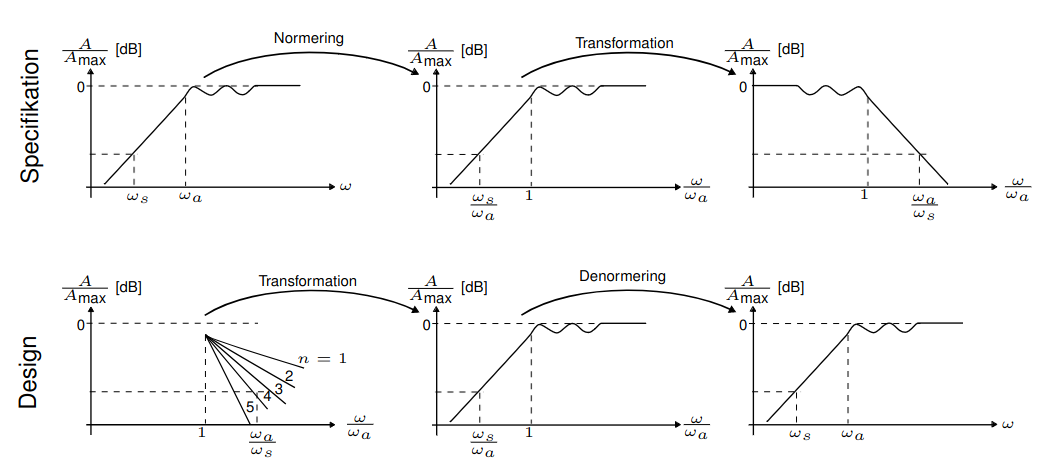 Specifikation
A/Amax [dB]
0
ωs
ωa
ω
Normering
A/Amax [dB]
0
ωs/ωa
1
ω/ωa
Transformation
A/Amax [dB]
0
1
ωa/ωs
ω/ωa
Design
A/Amax [dB]
0
n = 1
2
3
4
5
1
ωa/ωs
ω/ωa
Transformation
A/Amax [dB]
0
ωs/ωa
1
ω/ωa
Denormering
A/Amax [dB]
0
ωs
ωa
ω